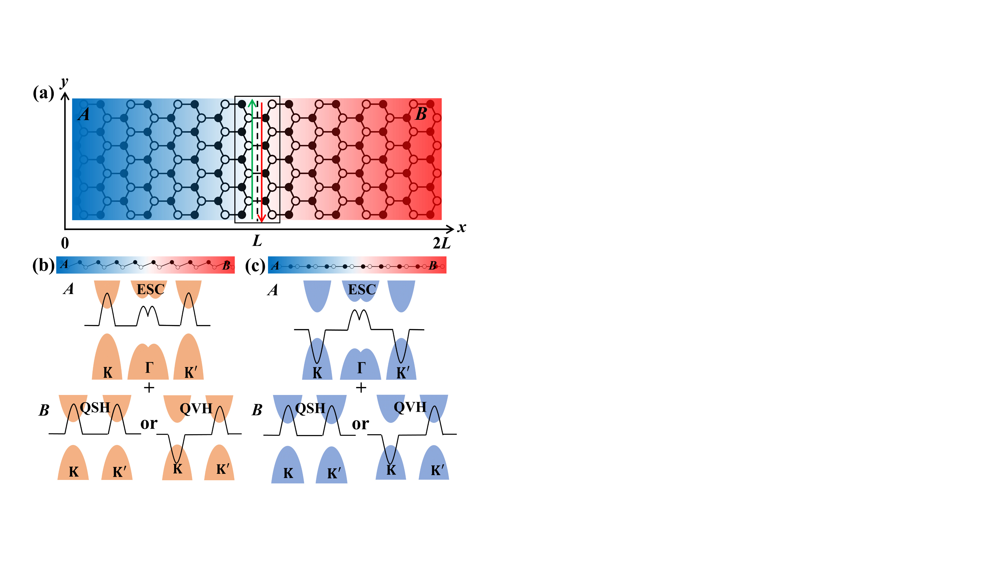 y
(a)
A B
x
0 L 2L
(b) A B
(c) A B
A ESC
K Γ K′
+
B QSH or QVH
K K′ K K′
A ESC
K Γ K′
+
B QSH or QVH
K K′ K K′